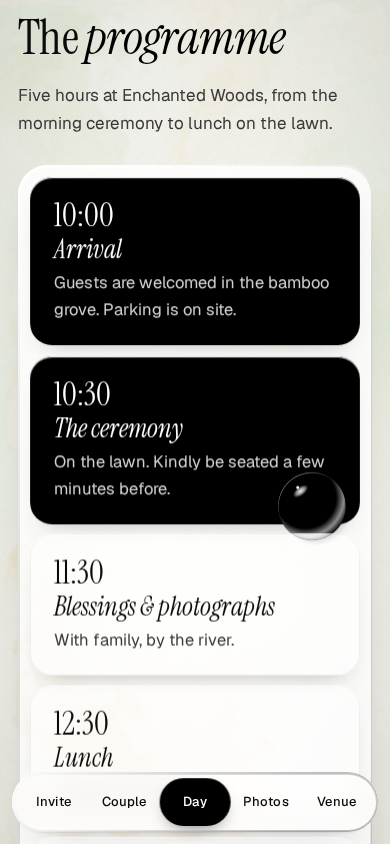 The programme
Five hours at Enchanted Woods, from the
morning ceremony to lunch on the lawn.
10:00
Arrival
Guests are welcomed in the bamboo
grove. Parking is on site.
10:30
The ceremony
On the lawn. Kindly be seated a few
minutes before.
11:30
Blessings & photographs
With family, by the river.
12:30
Lunch
Invite Couple Day Photos Venue